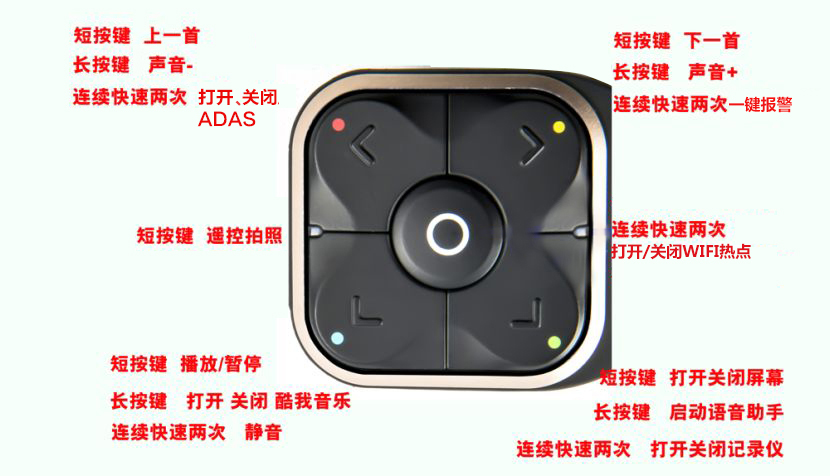 短按键 上一首
长按键 声音-
连续快速两次 打开、关闭
ADAS
短按键 下一首
长按键 声音+
连续快速两次一键报警
短按键 遥控拍照
连续快速两次
打开/关闭WIFI热点
短按键 播放/暂停
长按键 打开 关闭 酷我音乐
连续快速两次 静音
短按键 打开关闭屏幕
长按键 启动语音助手
连续快速两次 打开关闭记录仪